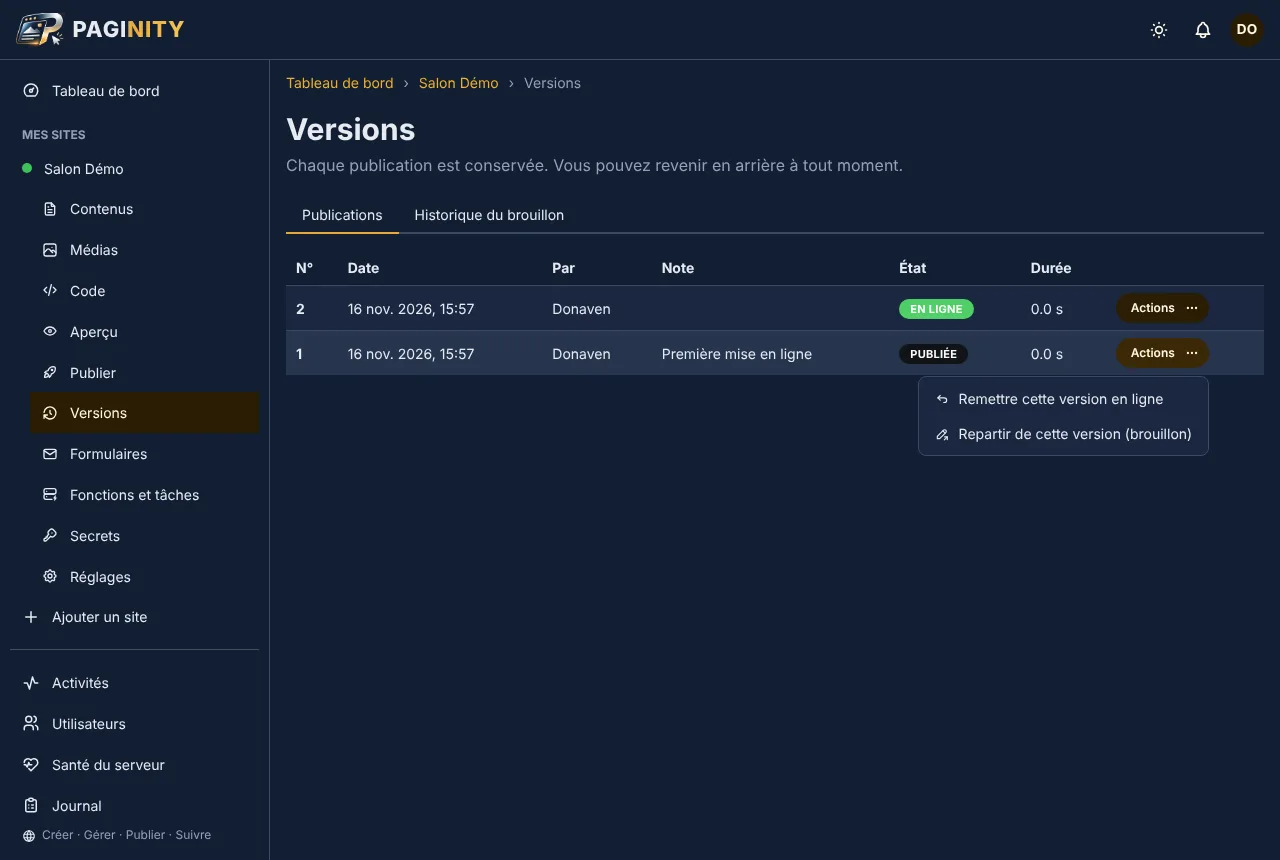 PAGINITY
DO
Tableau de bord
MES SITES
Salon Démo
Contenus
Médias
Code
Aperçu
Publier
Versions
Formulaires
Fonctions et tâches
Secrets
Réglages
Ajouter un site
Activités
Utilisateurs
Santé du serveur
Journal
Créer · Gérer · Publier · Suivre
Tableau de bord › Salon Démo › Versions
Versions
Chaque publication est conservée. Vous pouvez revenir en arrière à tout moment.
Publications Historique du brouillon
N° Date Par Note État Durée
2 16 nov. 2026, 15:57 Donaven EN LIGNE 0.0 s Actions ···
1 16 nov. 2026, 15:57 Donaven Première mise en ligne PUBLIÉE 0.0 s Actions ···
Remettre cette version en ligne
Repartir de cette version (brouillon)